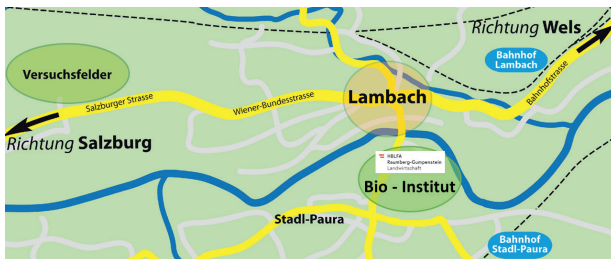 Richtung Wels
Bahnhof
Lambach
Versuchsfelder
Bahnhofstrasse
Lambach
Salzburger Strasse
Wiener-Bundesstrasse
Richtung Salzburg
HBLFA
Raumberg-Gumpenstein
Landwirtschaft
Bio - Institut
Stadl-Paura
Bahnhof
Stadl-Paura